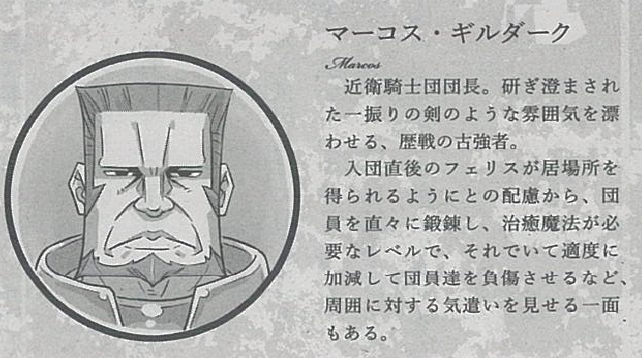 マーコス・ギルダーク
Marcos
近衛騎士団団長。研ぎ澄まされ
た一振りの剣のような雰囲気を漂
わせる、歴戦の古強者。
入団直後のフェリスが居場所を
得られるようにとの配慮から、団
員を直々に鍛錬し、治癒魔法が必
要なレベルで、それでいて適度に
加減して団員達を負傷させるなど、
周囲に対する気遣いを見せる一面
もある。